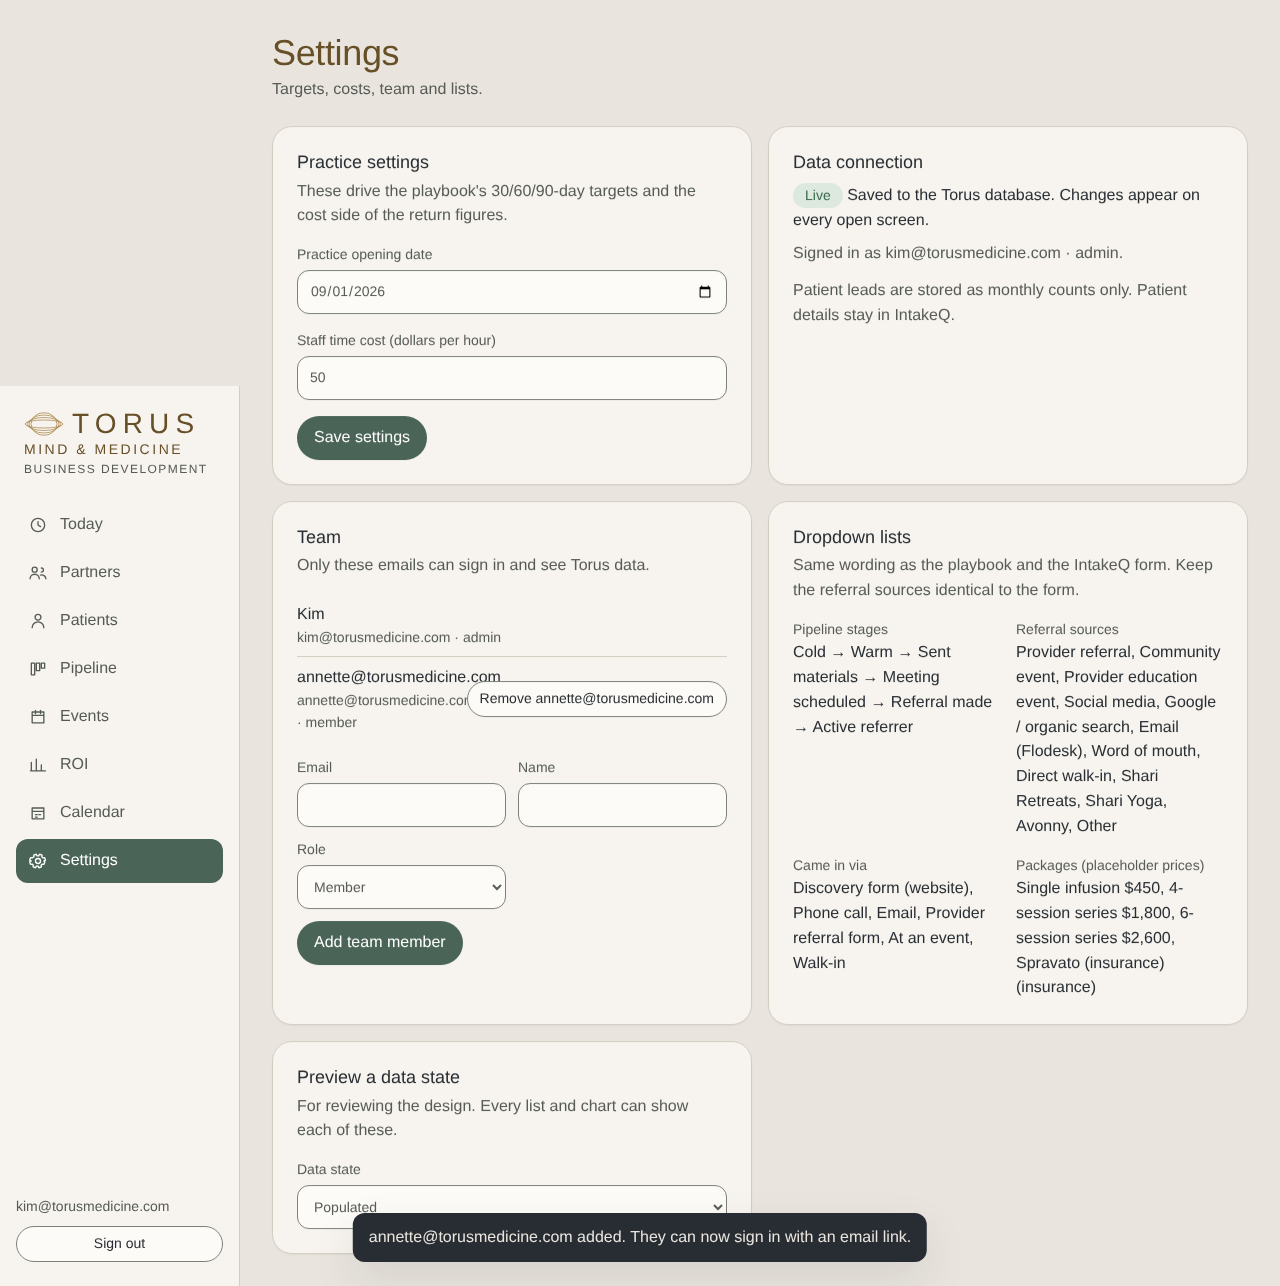 Settings
Targets, costs, team and lists.
TORUS
MIND & MEDICINE
BUSINESS DEVELOPMENT
Today
Partners
Patients
Pipeline
Events
ROI
Calendar
Settings
kim@torusmedicine.com
Sign out
Practice settings
These drive the playbook's 30/60/90-day targets and the
cost side of the return figures.
Practice opening date
09/01/2026
Staff time cost (dollars per hour)
50
Save settings
Data connection
Live Saved to the Torus database. Changes appear on
every open screen.
Signed in as kim@torusmedicine.com · admin.
Patient leads are stored as monthly counts only. Patient
details stay in IntakeQ.
Team
Only these emails can sign in and see Torus data.
Kim
kim@torusmedicine.com · admin
annette@torusmedicine.com
annette@torusmedicine.com
· member
Remove annette@torusmedicine.com
Email
Name
Role
Member
Add team member
Dropdown lists
Same wording as the playbook and the IntakeQ form. Keep
the referral sources identical to the form.
Pipeline stages
Cold → Warm → Sent
materials → Meeting
scheduled → Referral made
→ Active referrer
Referral sources
Provider referral, Community
event, Provider education
event, Social media, Google
/ organic search, Email
(Flodesk), Word of mouth,
Direct walk-in, Shari
Retreats, Shari Yoga,
Avonny, Other
Came in via
Discovery form (website),
Phone call, Email, Provider
referral form, At an event,
Walk-in
Packages (placeholder prices)
Single infusion $450, 4-
session series $1,800, 6-
session series $2,600,
Spravato (insurance)
(insurance)
Preview a data state
For reviewing the design. Every list and chart can show
each of these.
Data state
Populated
annette@torusmedicine.com added. They can now sign in with an email link.